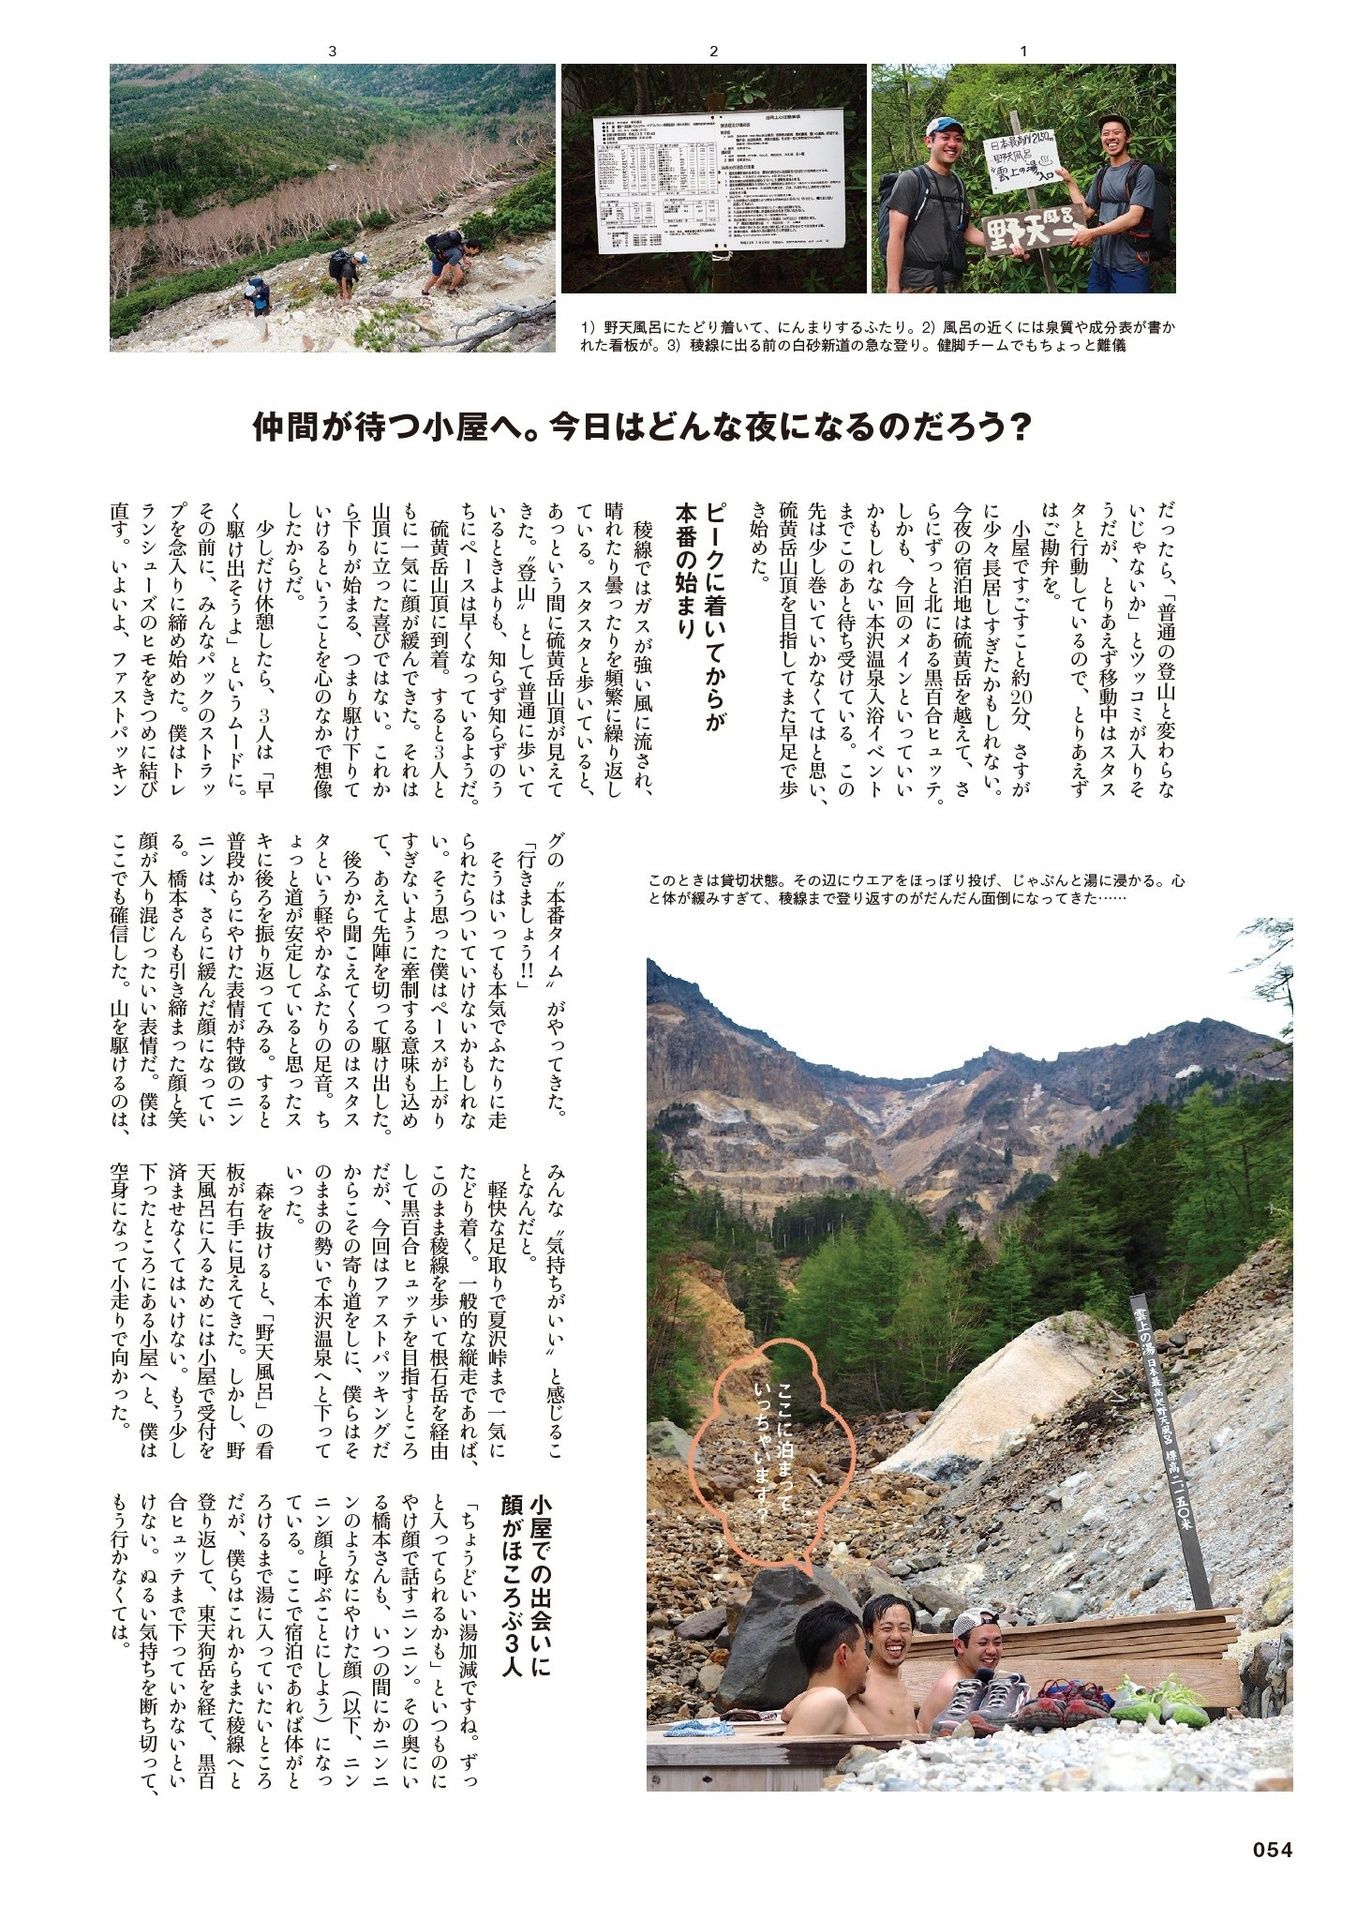 3
2
1
日本最高所2150m
野天風呂
雲上の湯
入口
野天風呂
1）野天風呂にたどり着いて、にんまりするふたり。2）風呂の近くには泉質や成分表が書か
れた看板が。3）稜線に出る前の白砂新道の急な登り。健脚チームでもちょっと難儀
仲間が待つ小屋へ。今日はどんな夜になるのだろう？
だったら、「普通の登山と変わらな
いじゃないか」とツッコミが入りそ
うだが、とりあえず移動中はスタス
タと行動しているので、とりあえず
はご勘弁を。
小屋ですごすこと約20分、さすが
に少々長居しすぎたかもしれない。
今夜の宿泊地は硫黄岳を越えて、さ
らにずっと北にある黒百合ヒュッテ。
しかも、今回のメインといっていい
かもしれない本沢温泉入浴イベント
までこのあと待ち受けている。この
先は少し巻いていかなくてはと思い、
硫黄岳山頂を目指してまた早足で歩
き始めた。
ピークに着いてからが
本番の始まり
稜線ではガスが強い風に流され、
晴れたり曇ったりを頻繁に繰り返し
ている。スタスタと歩いていると、
あっという間に硫黄岳山頂が見えて
きた。〝登山〟として普通に歩いて
いるときよりも、知らず知らずのう
ちにペースは早くなっているようだ。
硫黄岳山頂に到着。すると3人と
もに一気に顔が緩んできた。それは
山頂に立った喜びではない。これか
ら下りが始まる、つまり駆け下りて
いけるということを心のなかで想像
したからだ。
少しだけ休憩したら、3人は「早
く駆け出そうよ」というムードに。
その前に、みんなパックのストラッ
プを念入りに締め始めた。僕はトレ
ランシューズのヒモをきつめに結び
直す。いよいよ、ファストパッキン
グの〝本番タイム〟がやってきた。
「行きましょう!!」
そうはいっても本気でふたりに走
られたらついていけないかもしれな
い。そう思った僕はペースが上がり
すぎないように牽制する意味も込め
て、あえて先陣を切って駆け出した。
後ろから聞こえてくるのはスタス
タという軽やかなふたりの足音。ち
ょっと道が安定していると思ったス
キに後ろを振り返ってみる。すると
普段からにやけた表情が特徴のニン
ニンは、さらに緩んだ顔になってい
る。橋本さんも引き締まった顔と笑
顔が入り混じったいい表情だ。僕は
ここでも確信した。山を駆けるのは、
みんな〝気持ちがいい〟と感じるこ
となんだと。
軽快な足取りで夏沢峠まで一気に
たどり着く。一般的な縦走であれば、
このまま稜線を歩いて根石岳を経由
して黒百合ヒュッテを目指すところ
だが、今回はファストパッキングだ
からこその寄り道をしに、僕らはそ
のままの勢いで本沢温泉へと下って
いった。
森を抜けると、「野天風呂」の看
板が右手に見えてきた。しかし、野
天風呂に入るためには小屋で受付を
済ませなくてはいけない。もう少し
下ったところにある小屋へと、僕は
空身になって小走りで向かった。
小屋での出会いに
顔がほころぶ3人
「ちょうどいい湯加減ですね。ずっ
と入ってられるかも」といつものに
やけ顔で話すニンニン。その奥にい
る橋本さんも、いつの間にかニンニ
ンのようなにやけた顔（以下、ニン
ニン顔と呼ぶことにしよう）になっ
ている。ここで宿泊であれば体がと
ろけるまで湯に入っていたいところ
だが、僕らはこれからまた稜線へと
登り返して、東天狗岳を経て、黒百
合ヒュッテまで下っていかないとい
けない。ぬるい気持ちを断ち切って、
もう行かなくては。
このときは貸切状態。その辺にウエアをほっぽり投げ、じゃぶんと湯に浸かる。心
と体が緩みすぎて、稜線まで登り返すのがだんだん面倒になってきた……
雲上の湯 日本最高所野天風呂 標高二一五〇米
ここに泊まって
いっちゃいます？
054